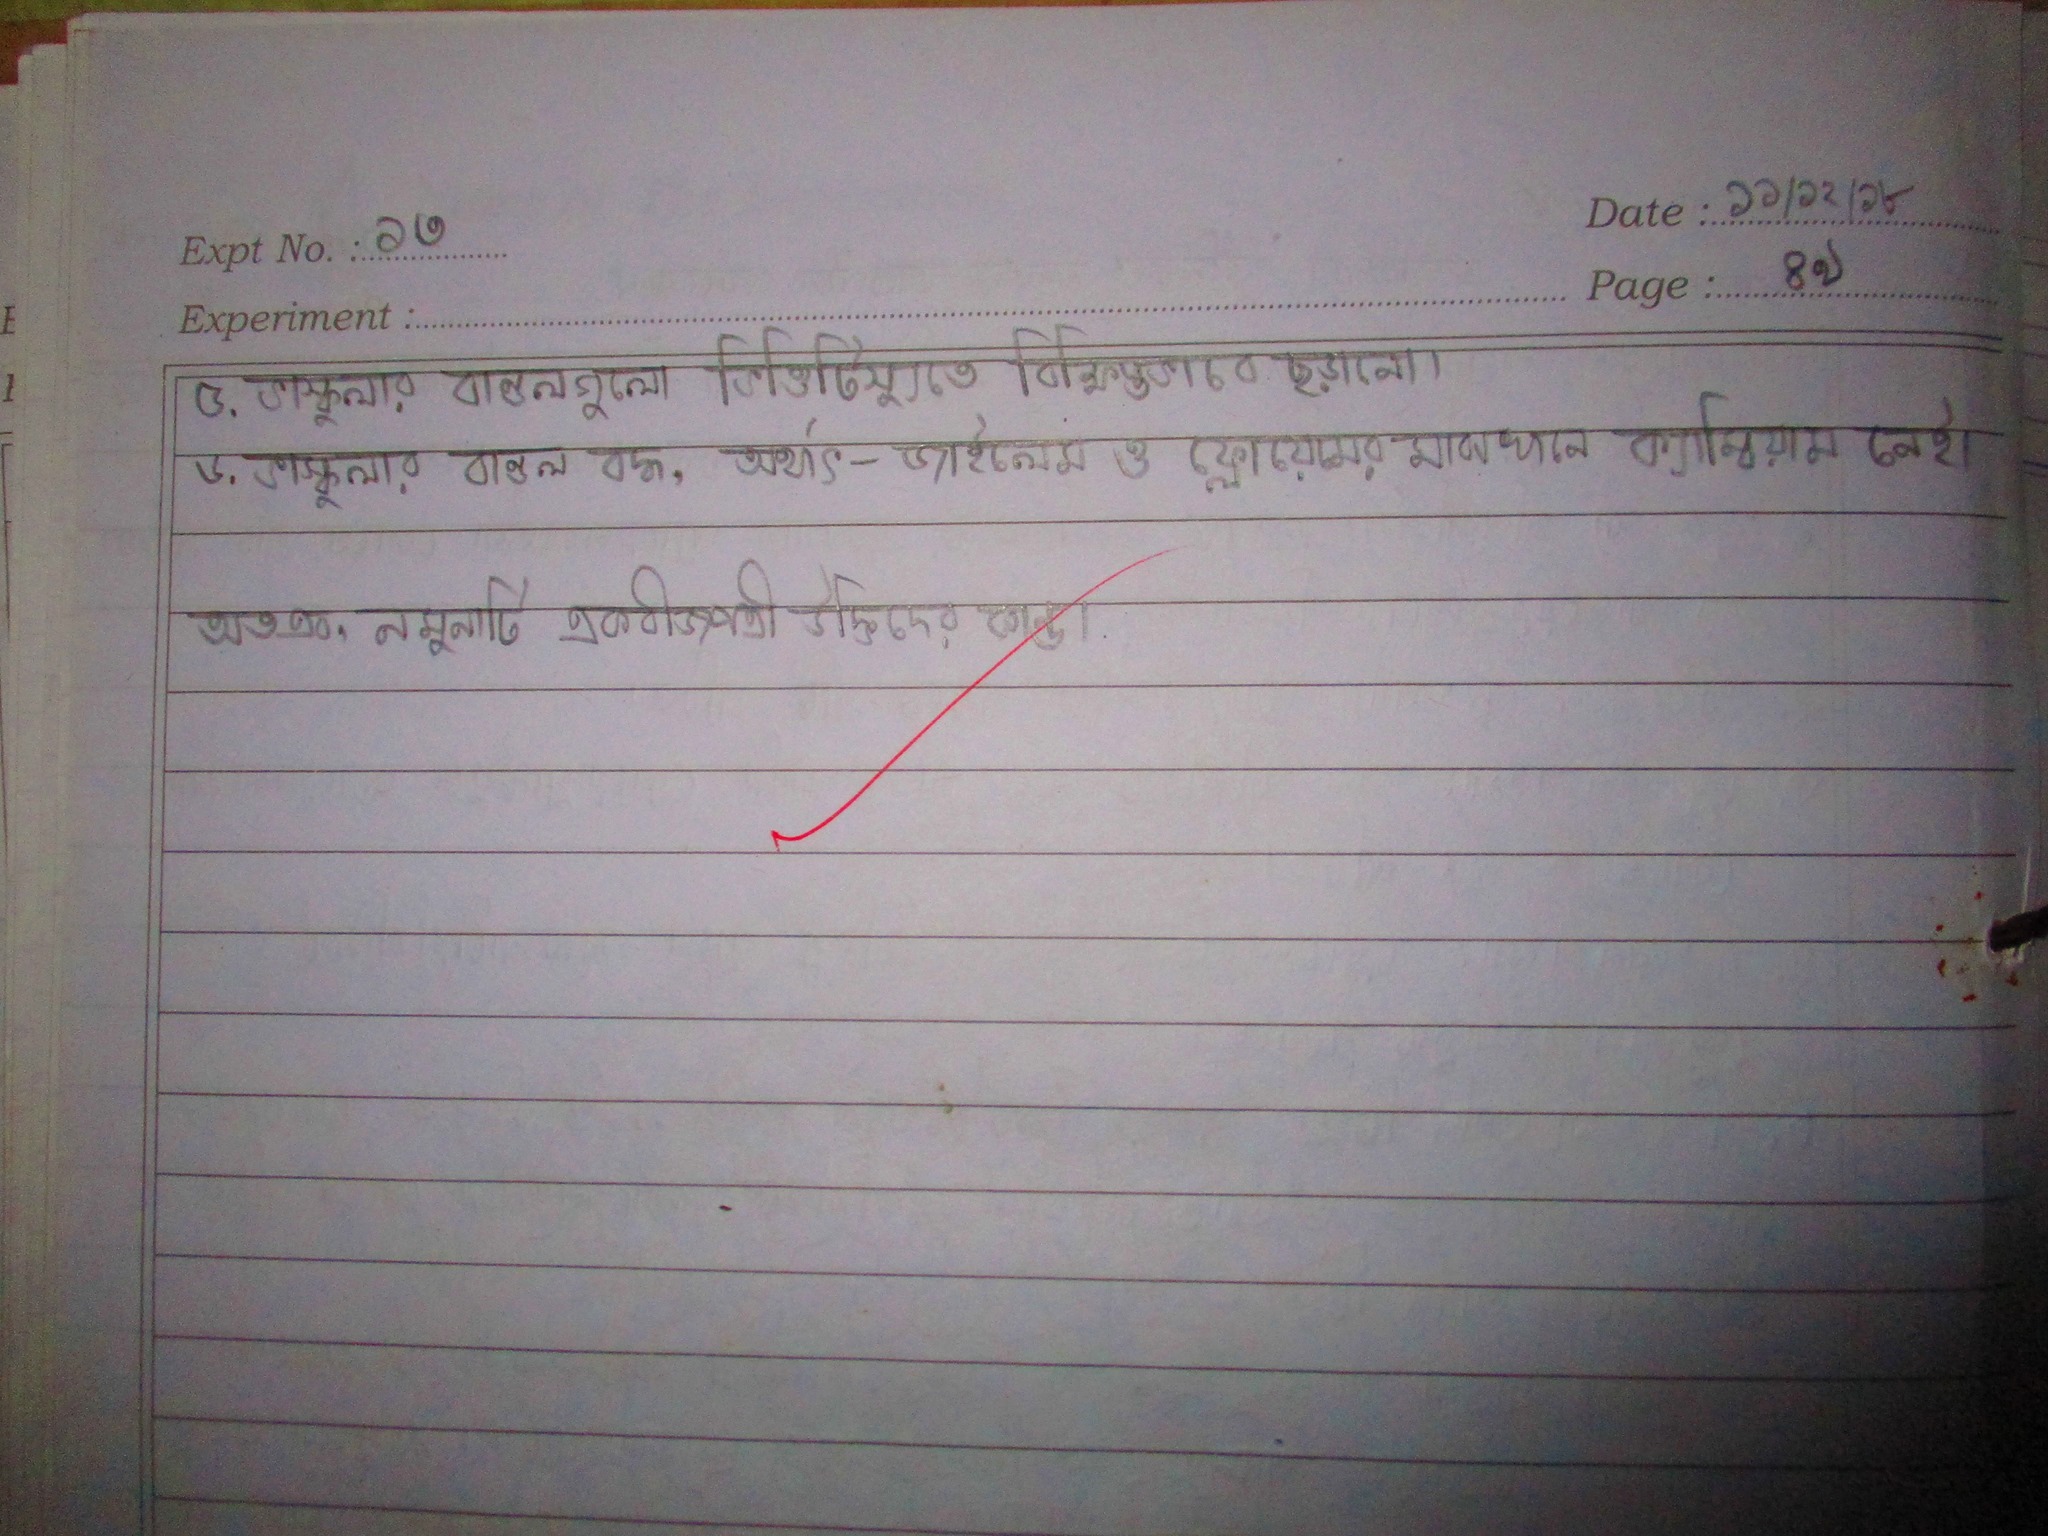 Expt No. : ১৩
Date : ১১/১২/১৮
Page : ৪৩
Experiment :
৫. ভাস্কুলার বান্ডলগুলো ভিত্তিটিস্যুতে বিক্ষিপ্তভাবে ছড়ানো।
৬. ভাস্কুলার বান্ডল বদ্ধ, অর্থাৎ- জাইলেম ও ফ্লোয়েমের মাঝখানে ক্যাম্বিয়াম নেই।
অতএব, নমুনাটি একবীজপত্রী উদ্ভিদের কান্ড।